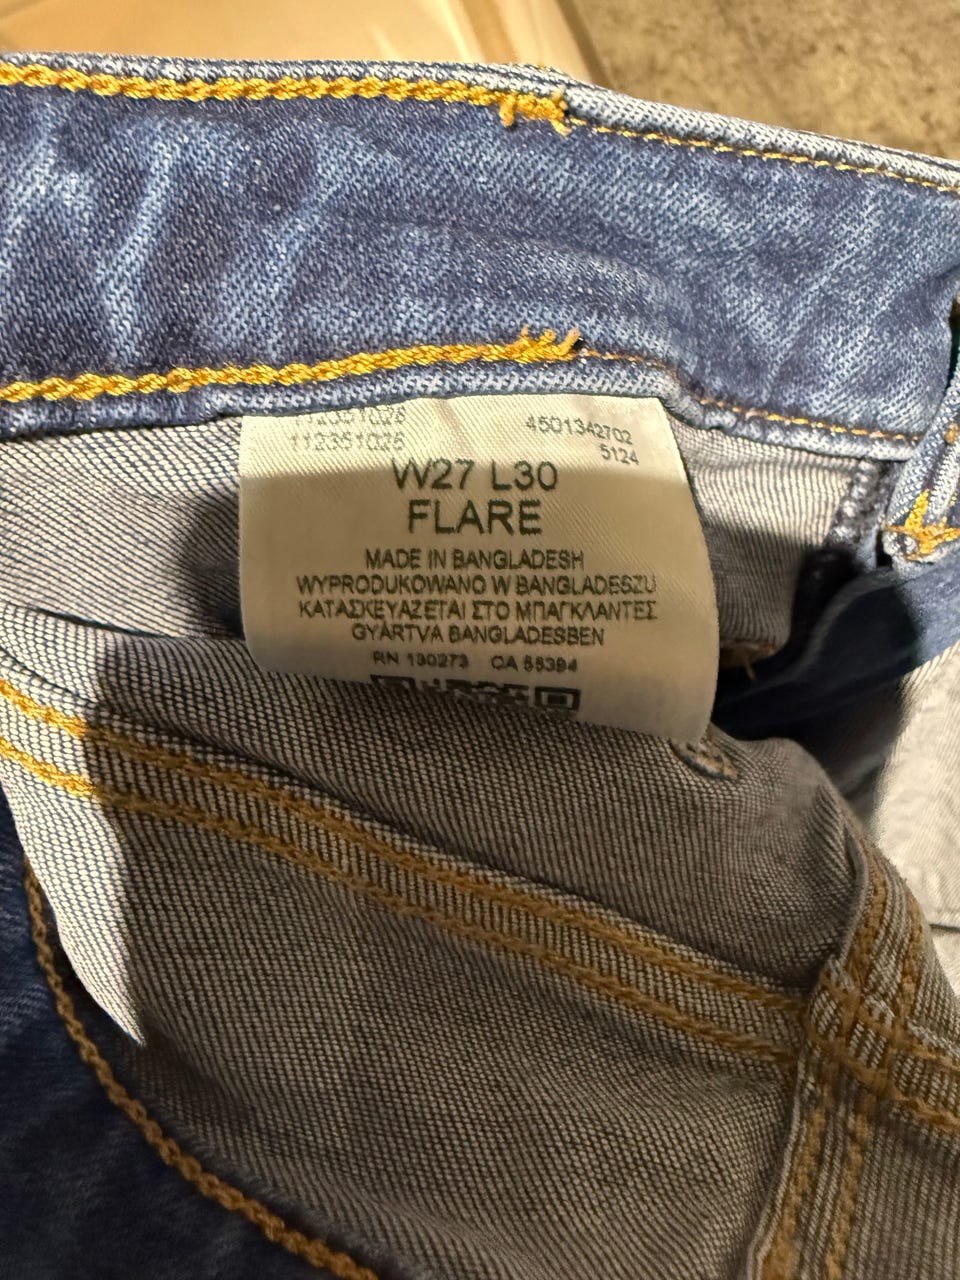 112351026
112351026
4501342702
5124
W27 L30
FLARE
MADE IN BANGLADESH
WYPRODUKOWANO W BANGLADESZU
ΚΑΤΑΣΚΕΥΑΖΕΤΑΙ ΣΤΟ ΜΠΑΓΚΛΑΝΤΕΣ
GYÁRTVA BANGLADESBEN
RN 130273 CA 55394